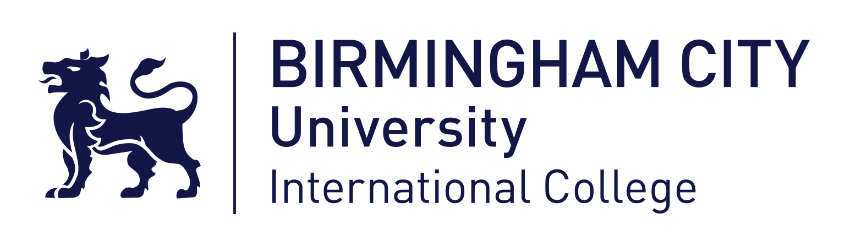 BIRMINGHAM CITY
University
International College